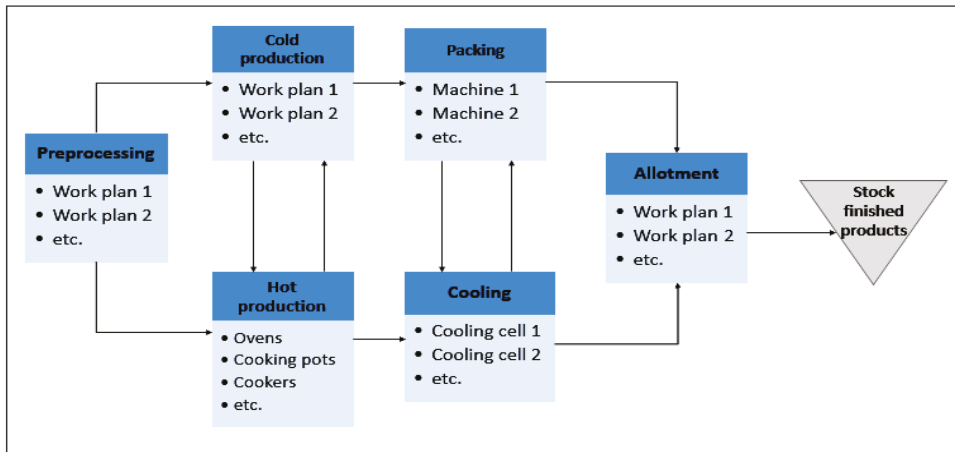 Preprocessing
• Work plan 1
• Work plan 2
• etc.
Cold
production
• Work plan 1
• Work plan 2
• etc.
Hot
production
• Ovens
• Cooking pots
• Cookers
• etc.
Packing
• Machine 1
• Machine 2
• etc.
Cooling
• Cooling cell 1
• Cooling cell 2
• etc.
Allotment
• Work plan 1
• Work plan 2
• etc.
Stock
finished
products